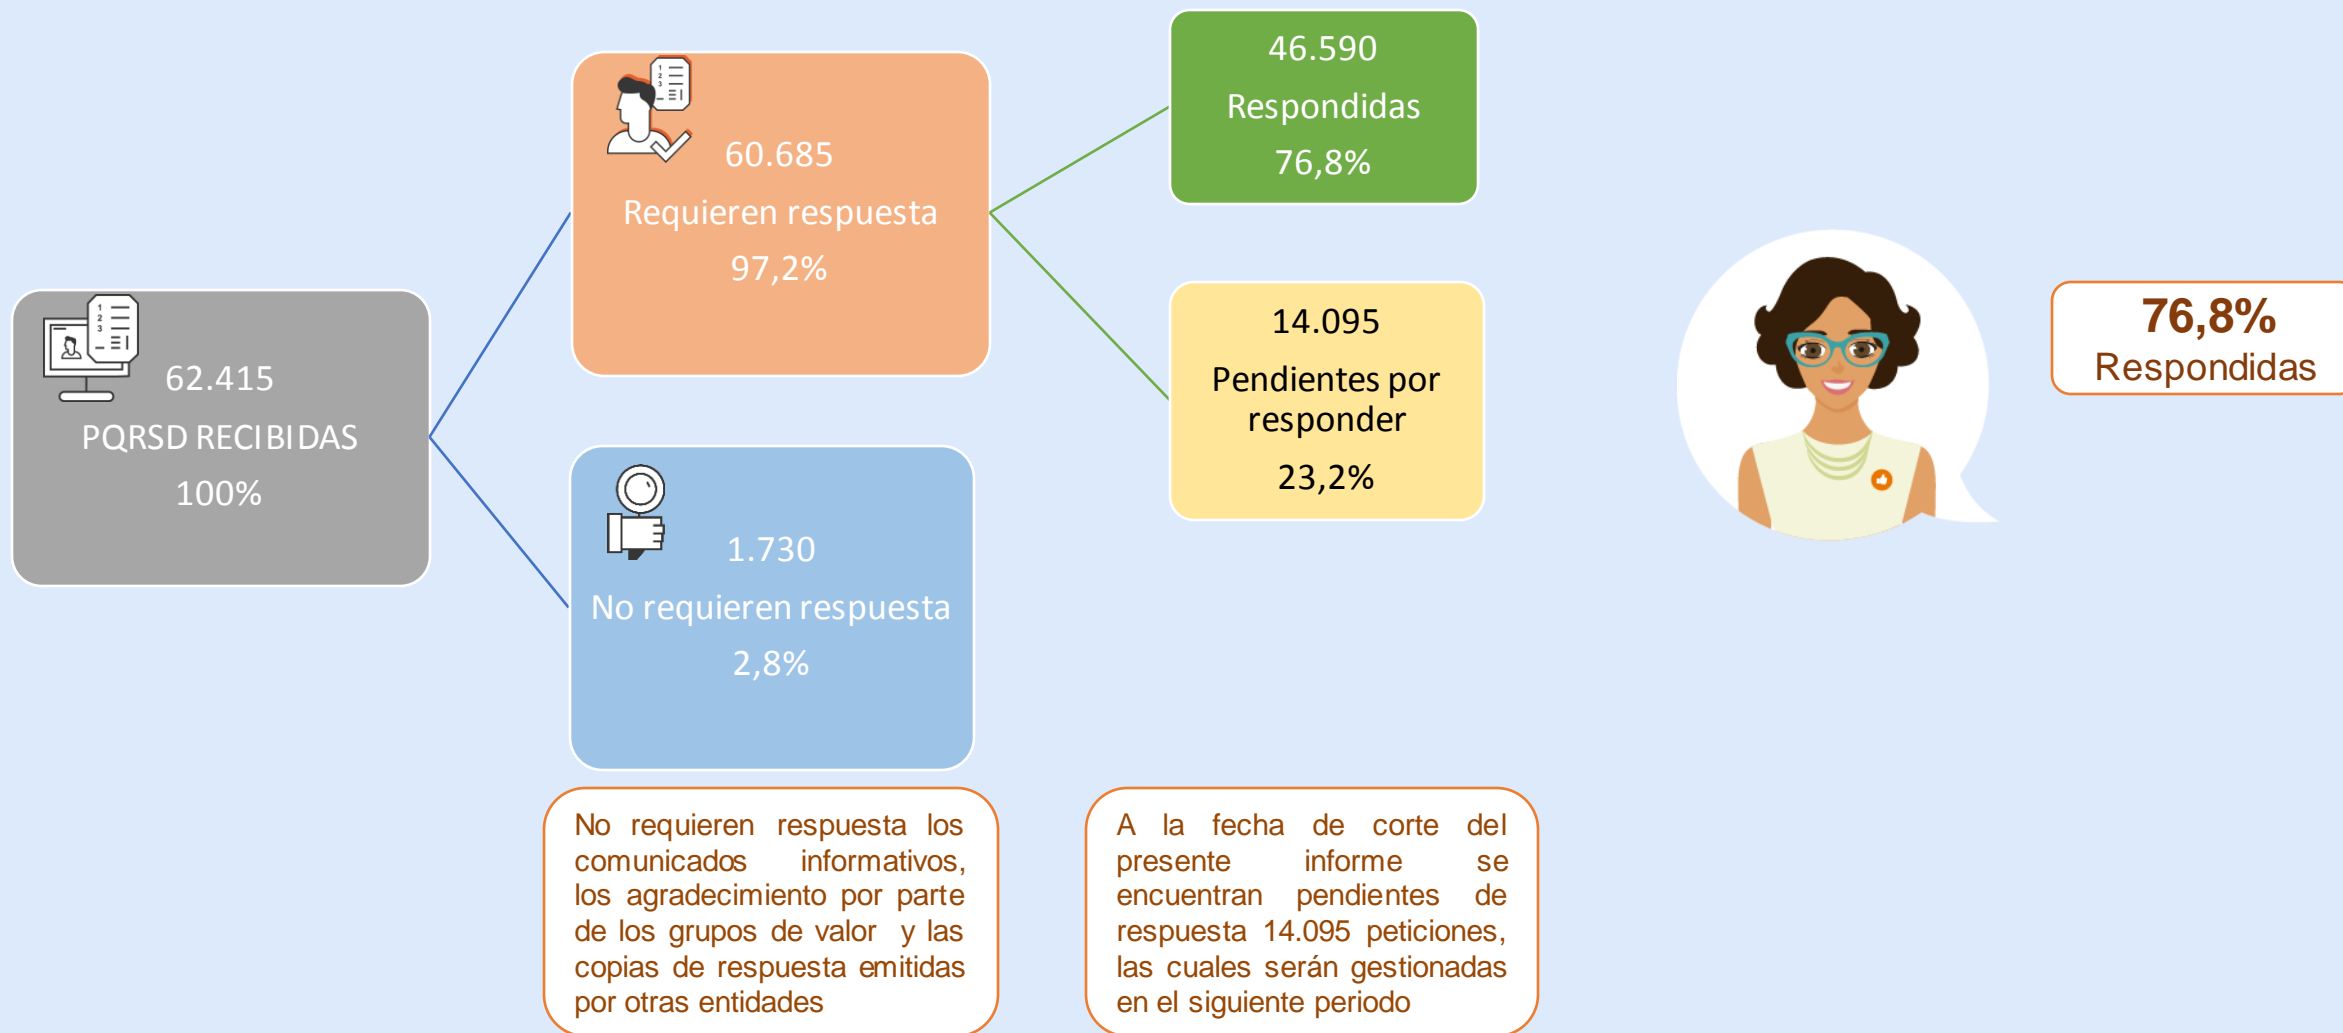 62.415
PQRSD RECIBIDAS
100%
60.685
Requieren respuesta
97,2%
1.730
No requieren respuesta
2,8%
46.590
Respondidas
76,8%
14.095
Pendientes por
responder
23,2%
76,8%
Respondidas
No requieren respuesta los
comunicados informativos,
los agradecimiento por parte
de los grupos de valor y las
copias de respuesta emitidas
por otras entidades
A la fecha de corte del
presente informe se
encuentran pendientes de
respuesta 14.095 peticiones,
las cuales serán gestionadas
en el siguiente periodo